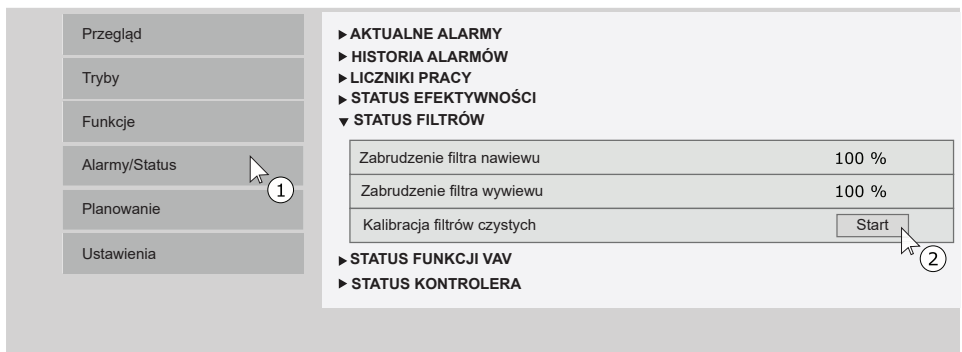 Przegląd
Tryby
Funkcje
Alarmy/Status
1
Planowanie
Ustawienia
AKTUALNE ALARMY
HISTORIA ALARMÓW
LICZNIKI PRACY
STATUS EFEKTYWNOŚCI
STATUS FILTRÓW
Zabrudzenie filtra nawiewu 100 %
Zabrudzenie filtra wywiewu 100 %
Kalibracja filtrów czystych Start
2
STATUS FUNKCJI VAV
STATUS KONTROLERA